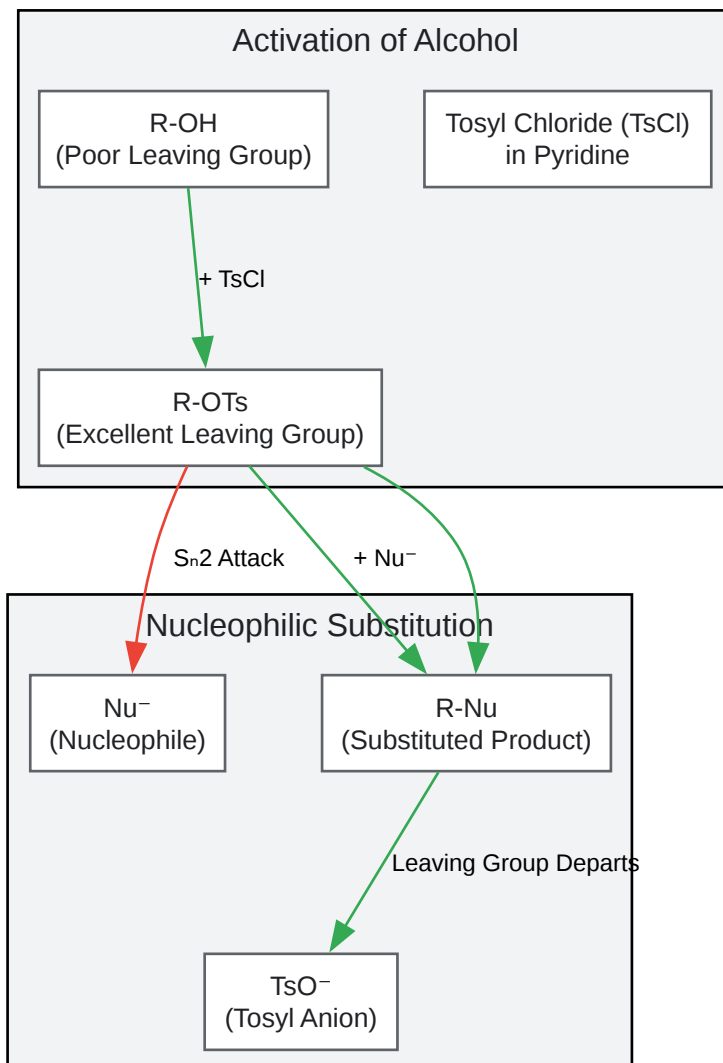 Activation of Alcohol
R-OH
(Poor Leaving Group)
Tosyl Chloride (TsCl)
in Pyridine
+ TsCl
R-OTs
(Excellent Leaving Group)
Sₙ2 Attack
+ Nu⁻
Nucleophilic Substitution
Nu⁻
(Nucleophile)
R-Nu
(Substituted Product)
Leaving Group Departs
TsO⁻
(Tosyl Anion)